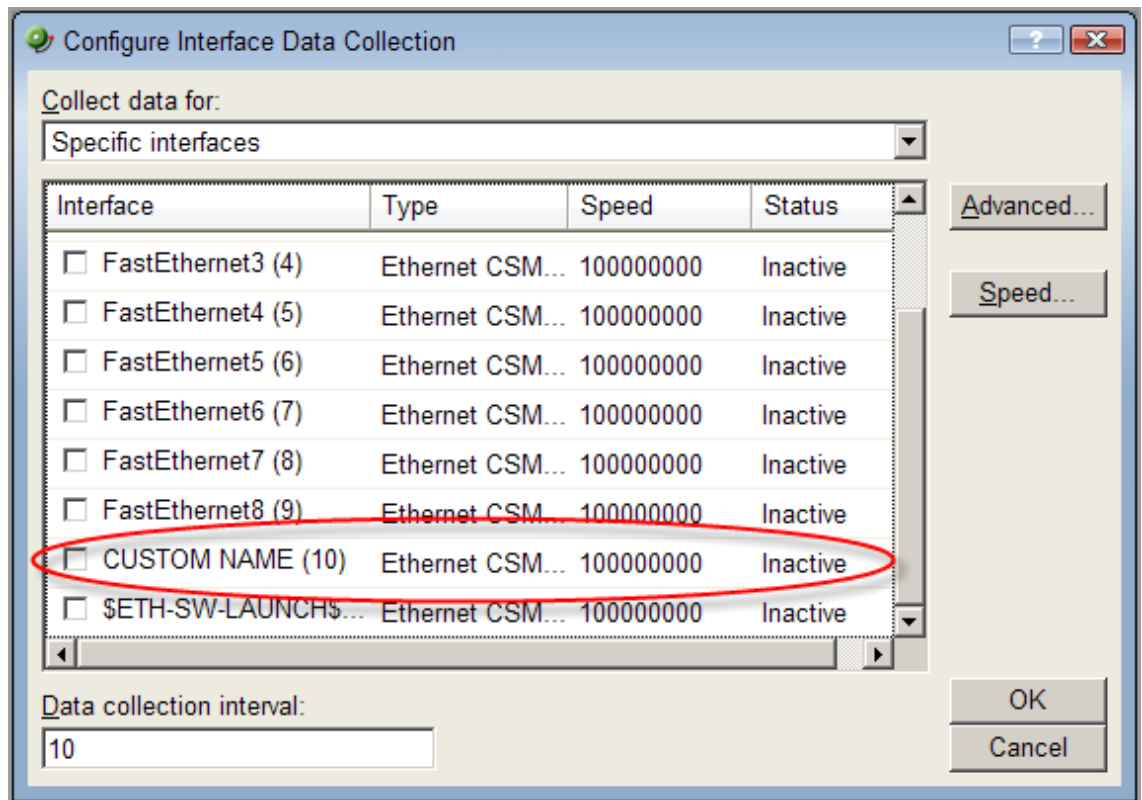 Configure Interface Data Collection
Collect data for:
Specific interfaces
Interface Type Speed Status
Advanced...
FastEthernet3 (4) Ethernet CSM... 100000000 Inactive
Speed...
FastEthernet4 (5) Ethernet CSM... 100000000 Inactive
FastEthernet5 (6) Ethernet CSM... 100000000 Inactive
FastEthernet6 (7) Ethernet CSM... 100000000 Inactive
FastEthernet7 (8) Ethernet CSM... 100000000 Inactive
FastEthernet8 (9) Ethernet CSM... 100000000 Inactive
CUSTOM NAME (10) Ethernet CSM... 100000000 Inactive
$ETH-SW-LAUNCH$... Ethernet CSM... 100000000 Inactive
Data collection interval:
10
OK
Cancel